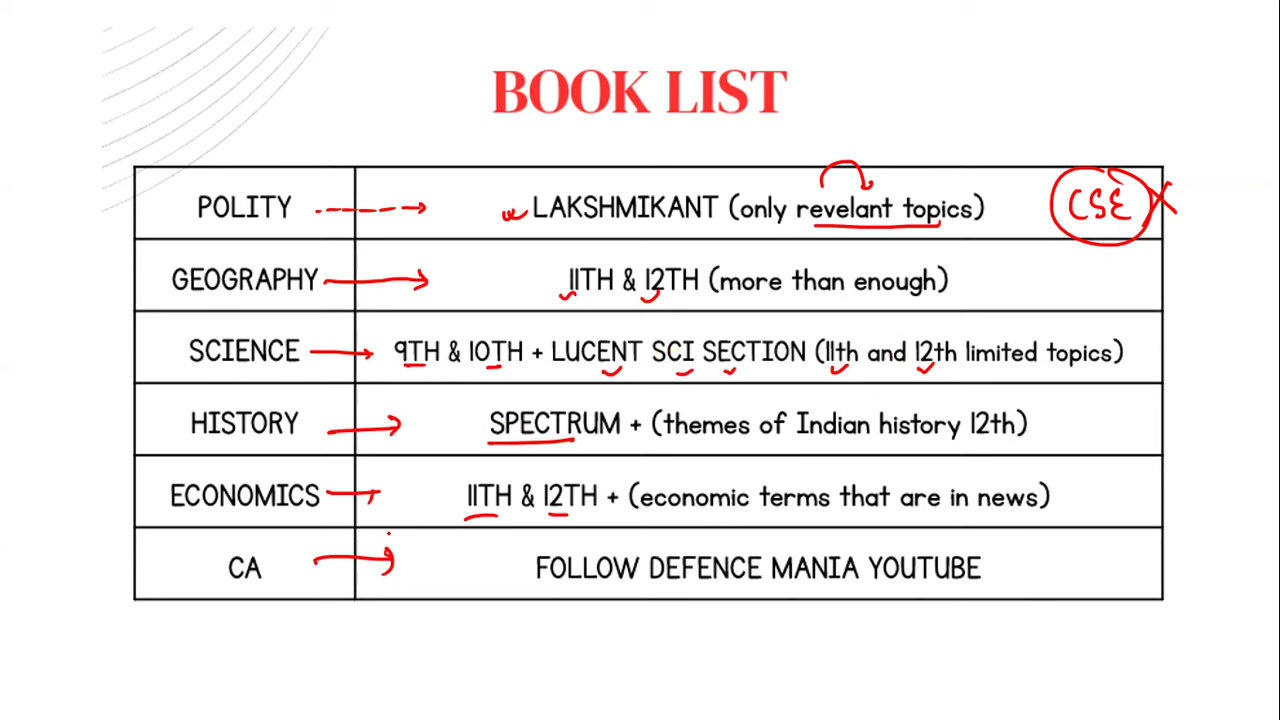 BOOK LIST
POLITY LAKSHMIKANT (only revelant topics) CSE
GEOGRAPHY 11TH & 12TH (more than enough)
SCIENCE 9TH & 10TH + LUCENT SCI SECTION (11th and 12th limited topics)
HISTORY SPECTRUM + (themes of Indian history 12th)
ECONOMICS 11TH & 12TH + (economic terms that are in news)
CA FOLLOW DEFENCE MANIA YOUTUBE